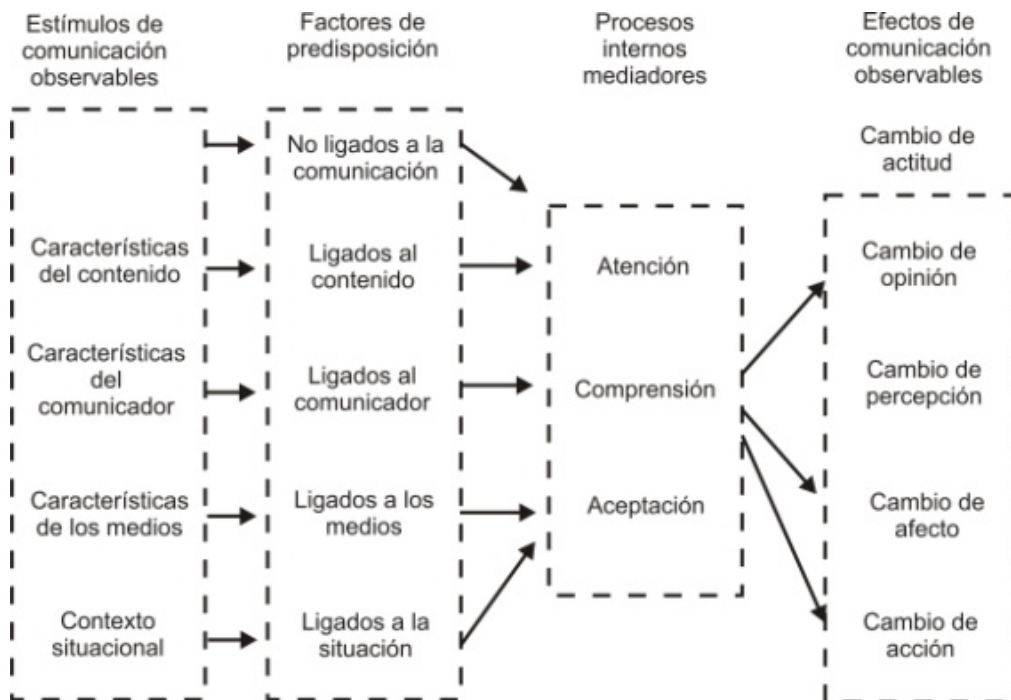 Estímulos de
comunicación
observables
Factores de
predisposición
Procesos
internos
mediadores
Efectos de
comunicación
observables
No ligados a la
comunicación
Cambio de
actitud
Características
del contenido
Ligados al
contenido
Atención
Cambio de
opinión
Características
del
comunicador
Ligados al
comunicador
Comprensión
Cambio de
percepción
Características
de los medios
Ligados a los
medios
Aceptación
Cambio de
afecto
Contexto
situacional
Ligados a la
situación
Cambio de
acción